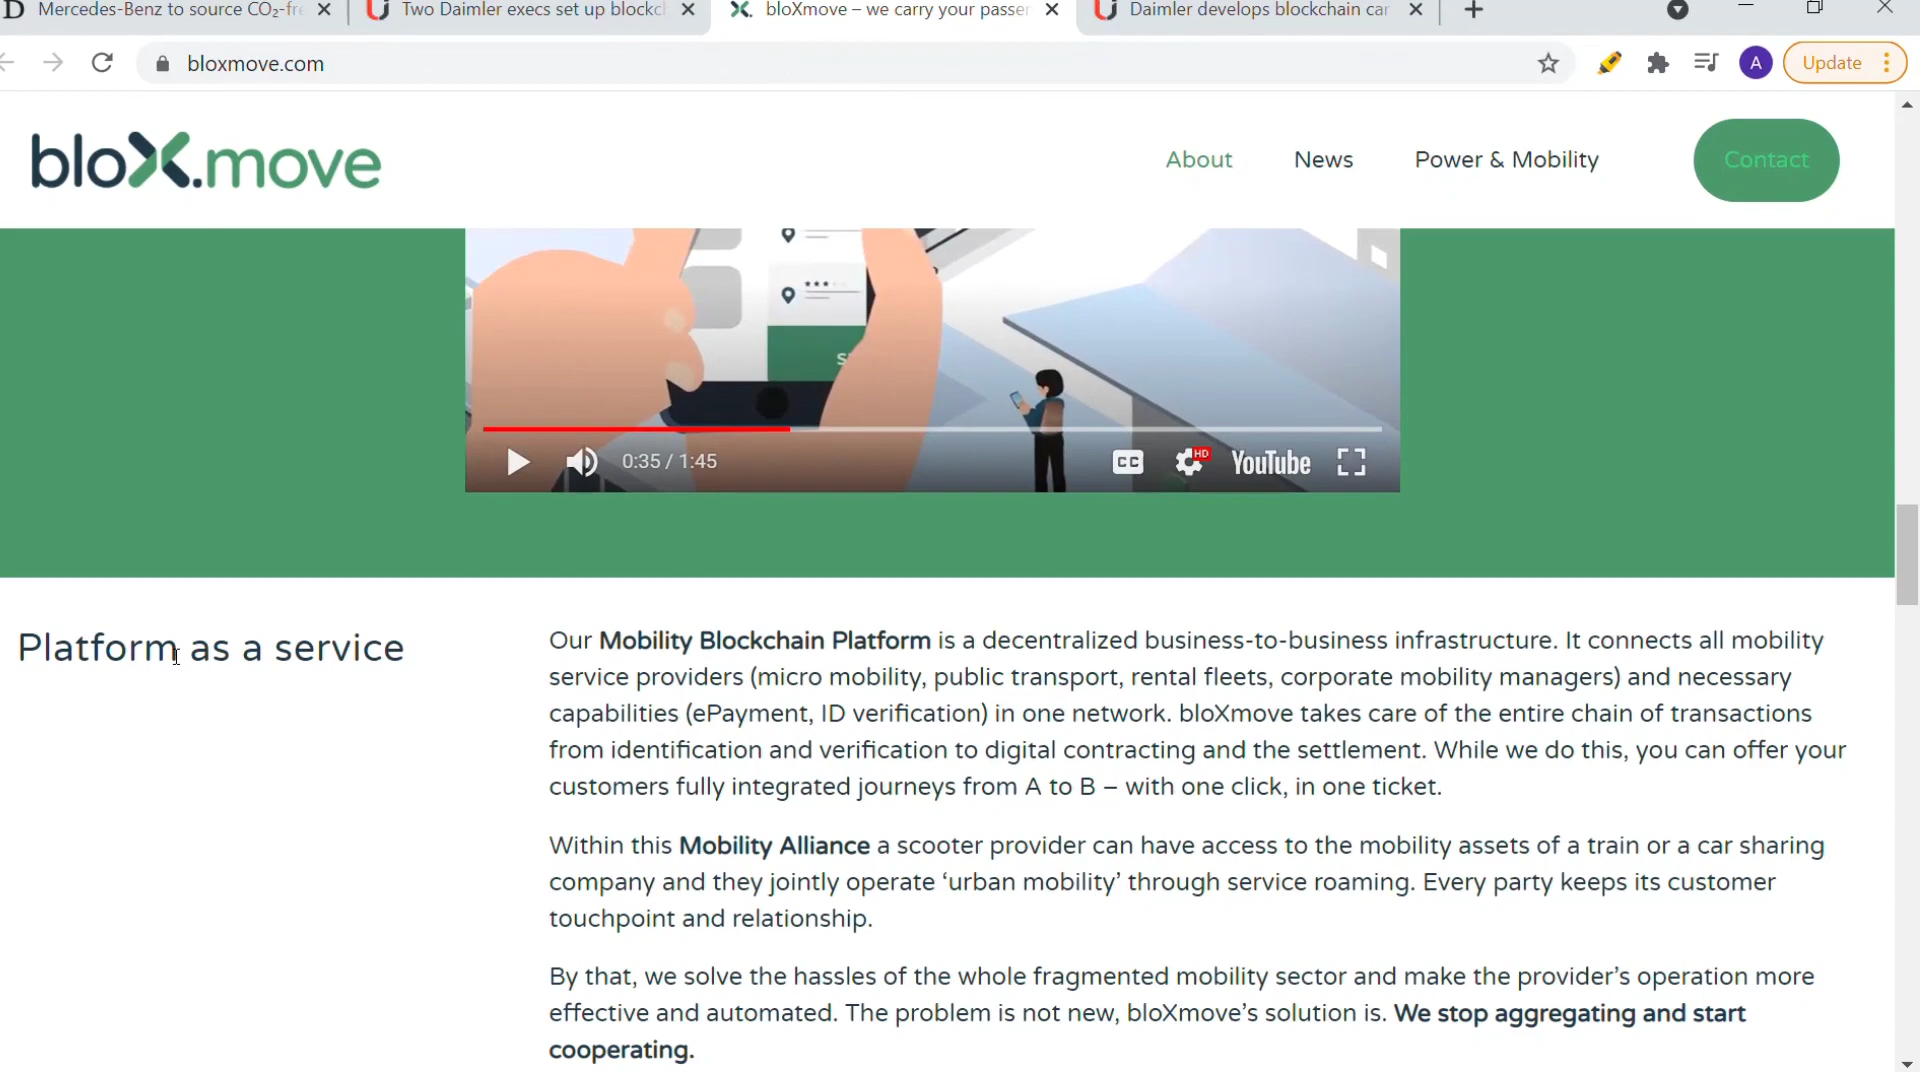 D Mercedes-Benz to source CO₂-fre
Two Daimler execs set up blockch
bloXmove – we carry your passen
Daimler develops blockchain car
bloxmove.com
A
Update
bloX.move
About
News
Power & Mobility
Contact
S
0:35 / 1:45
CC
HD
YouTube
Platform as a service
Our Mobility Blockchain Platform is a decentralized business-to-business infrastructure. It connects all mobility
service providers (micro mobility, public transport, rental fleets, corporate mobility managers) and necessary
capabilities (ePayment, ID verification) in one network. bloXmove takes care of the entire chain of transactions
from identification and verification to digital contracting and the settlement. While we do this, you can offer your
customers fully integrated journeys from A to B – with one click, in one ticket.
Within this Mobility Alliance a scooter provider can have access to the mobility assets of a train or a car sharing
company and they jointly operate ‘urban mobility’ through service roaming. Every party keeps its customer
touchpoint and relationship.
By that, we solve the hassles of the whole fragmented mobility sector and make the provider’s operation more
effective and automated. The problem is not new, bloXmove’s solution is. We stop aggregating and start
cooperating.